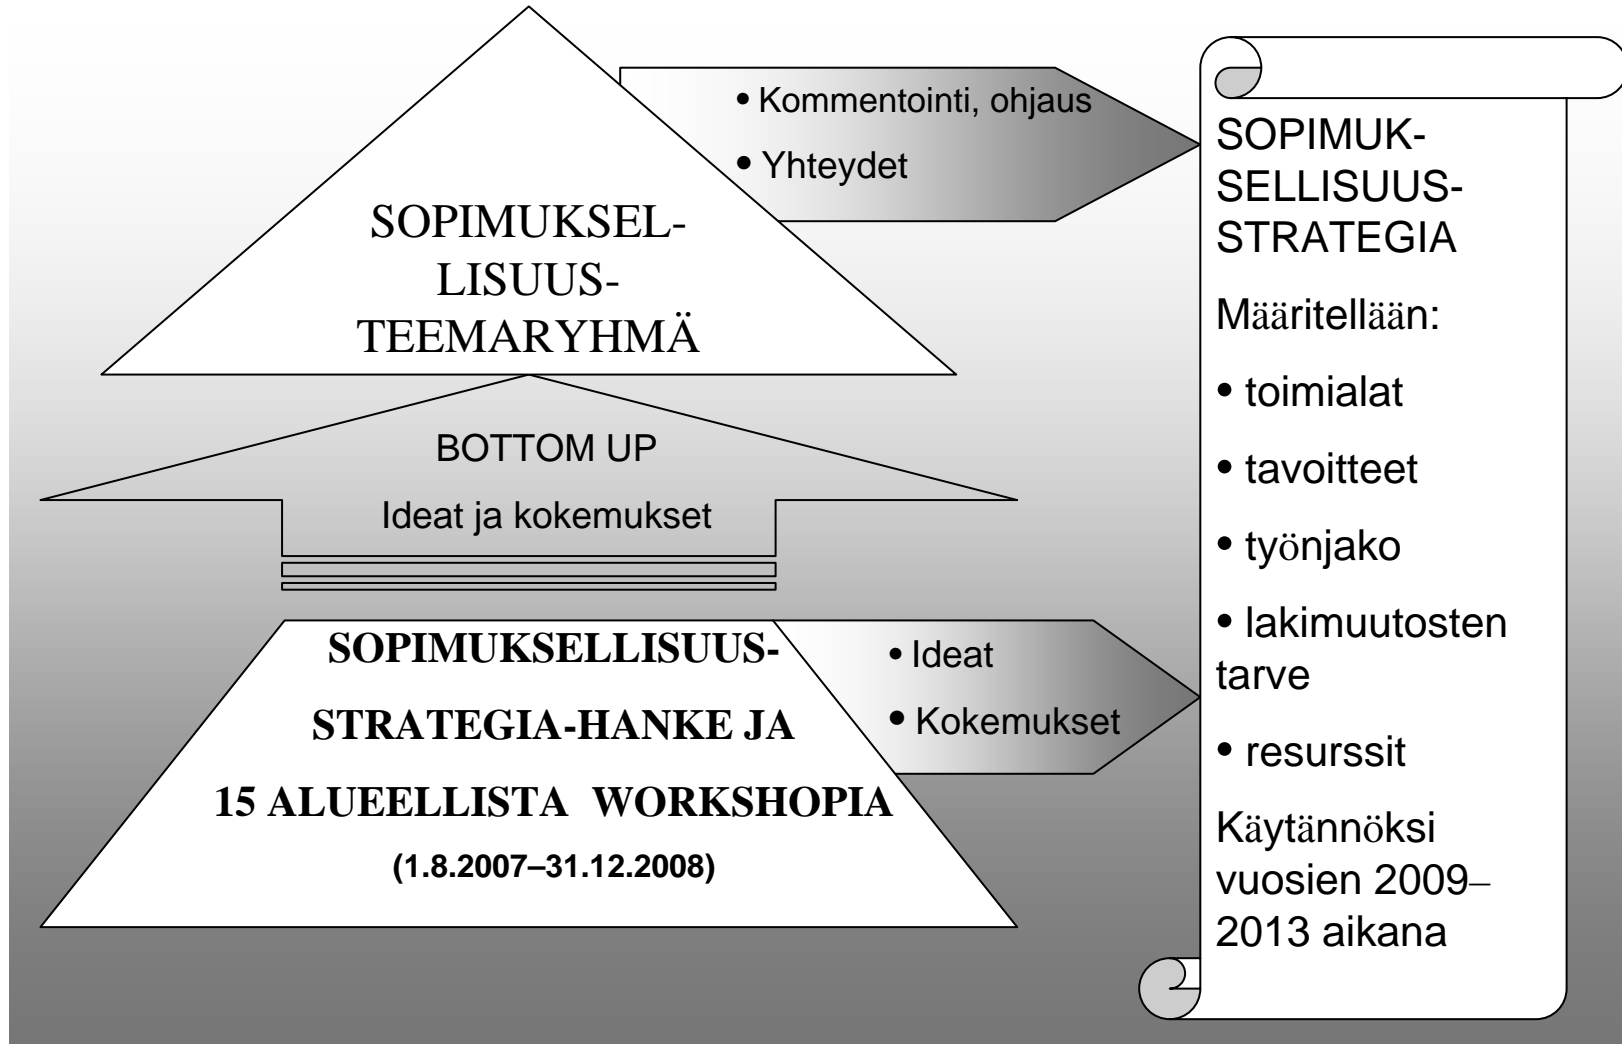 SOPIMUKSEL-
LISUUS-
TEEMARYHMÄ
• Kommentointi, ohjaus
• Yhteydet
BOTTOM UP
Ideat ja kokemukset
SOPIMUKSELLISUUS-
STRATEGIA-HANKE JA
15 ALUEELLISTA WORKSHOPIA
(1.8.2007–31.12.2008)
• Ideat
• Kokemukset
SOPIMUK-
SELLISUUS-
STRATEGIA
Määritellään:
• toimialat
• tavoitteet
• työnjako
• lakimuutosten
tarve
• resurssit
Käytännöksi
vuosien 2009–
2013 aikana